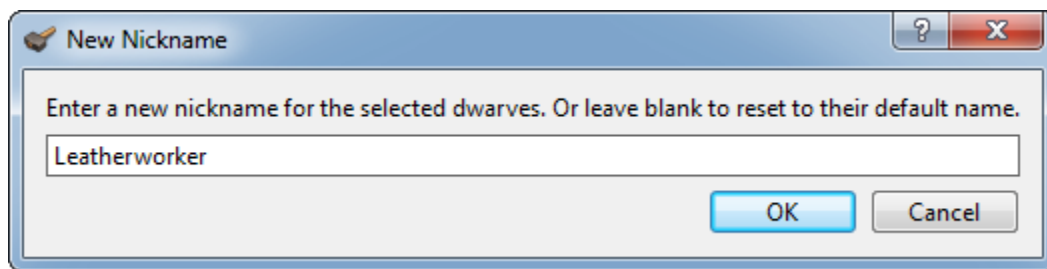 New Nickname
Enter a new nickname for the selected dwarves. Or leave blank to reset to their default name.
Leatherworker
OK Cancel